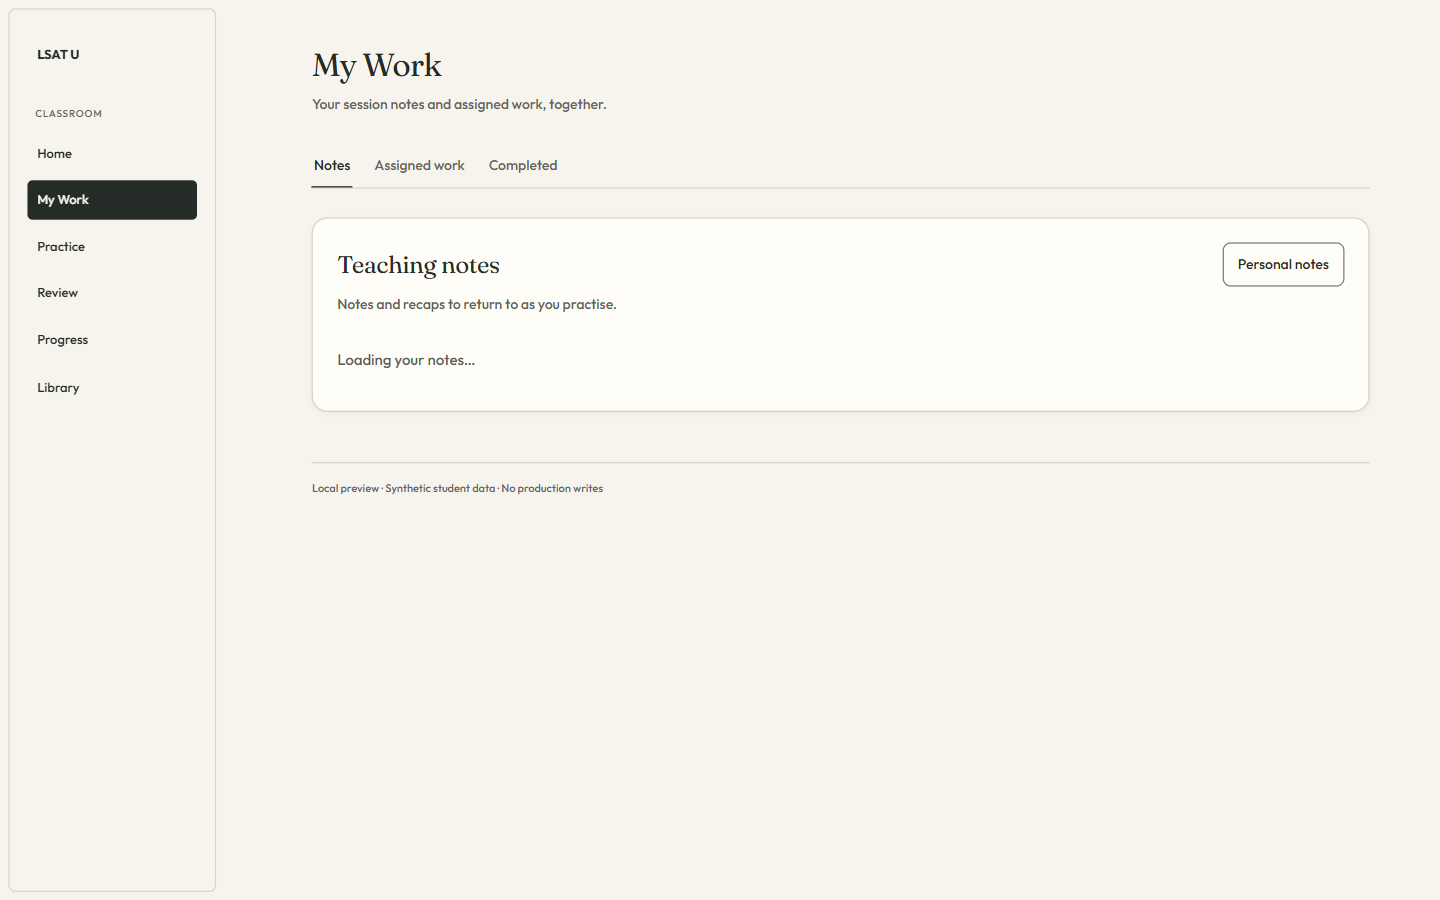 LSAT U
CLASSROOM
Home
My Work
Practice
Review
Progress
Library
My Work
Your session notes and assigned work, together.
Notes
Assigned work
Completed
Teaching notes
Personal notes
Notes and recaps to return to as you practise.
Loading your notes...
Local preview · Synthetic student data · No production writes